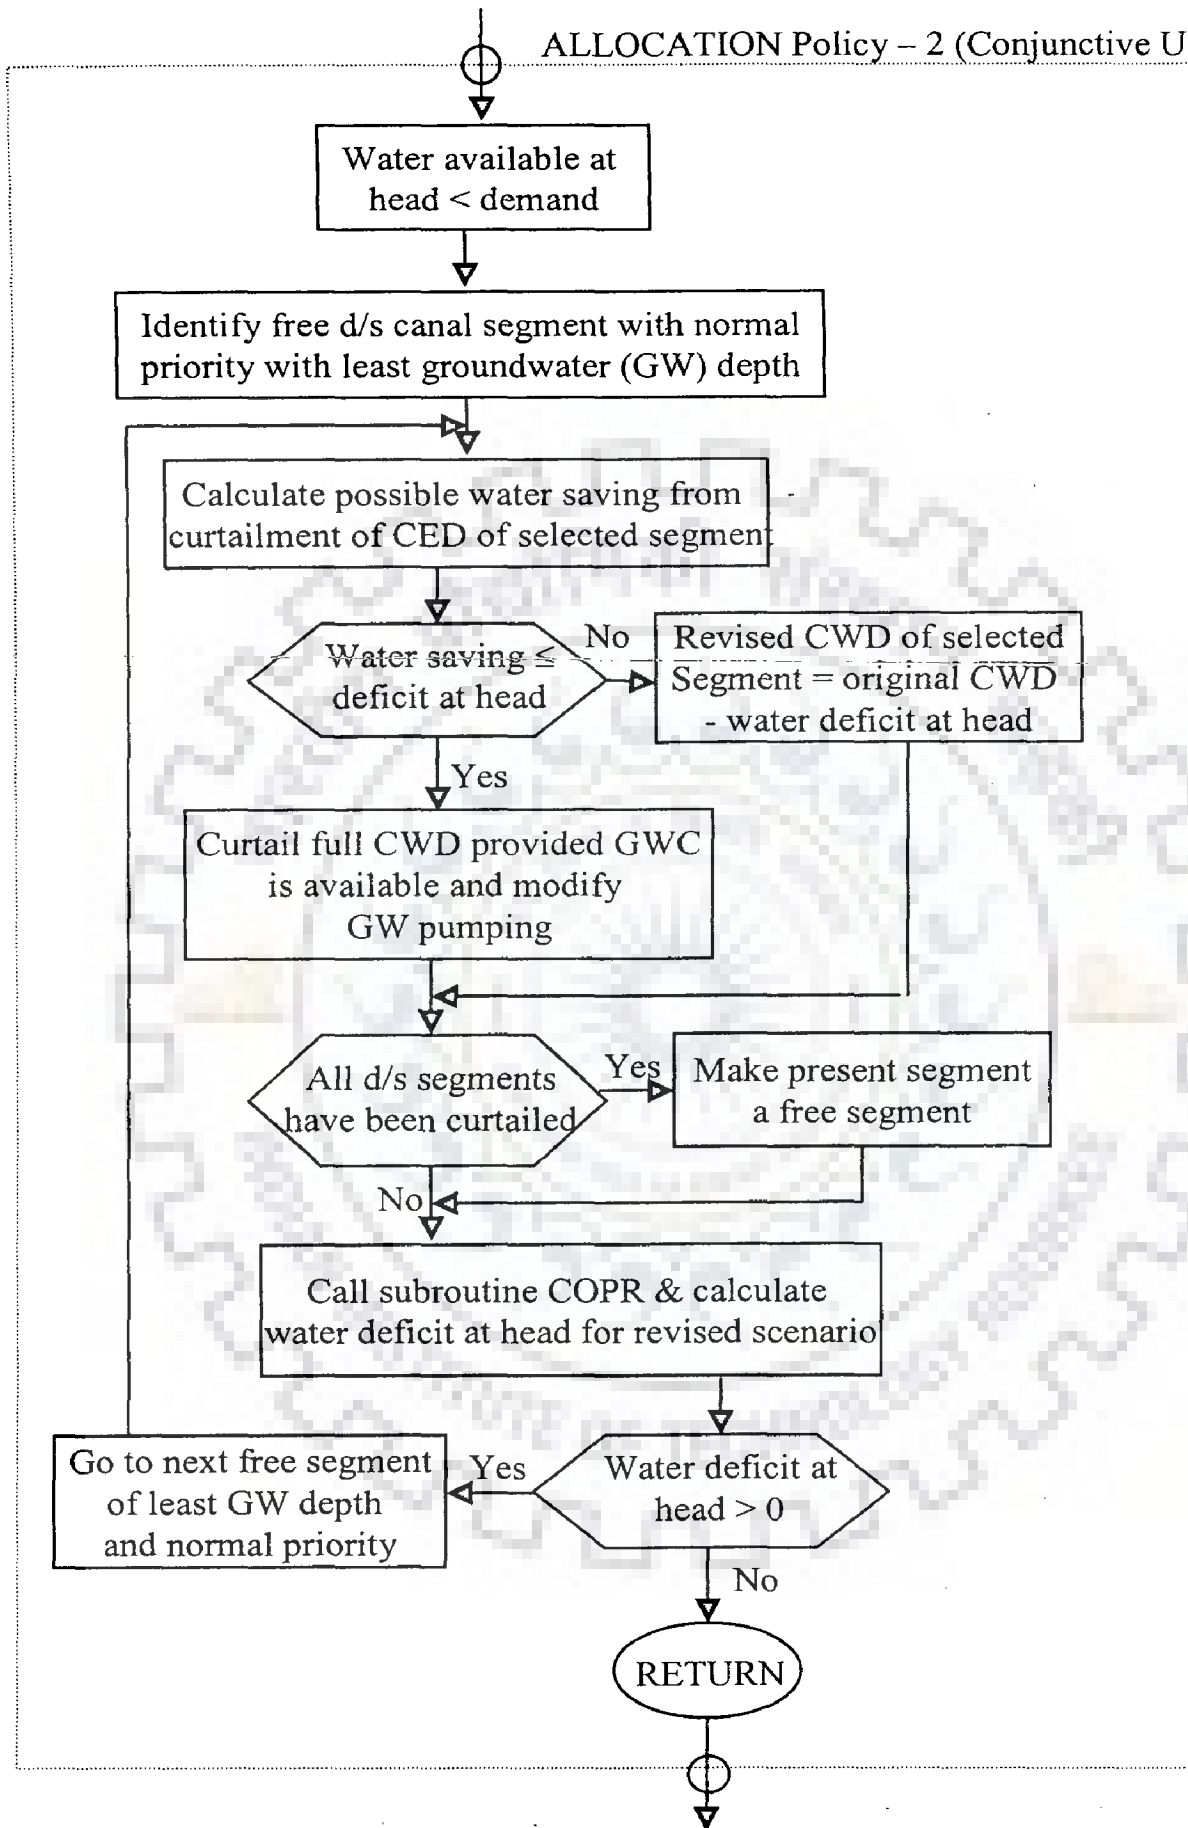 ALLOCATION Policy – 2 (Conjunctive U
Water available at
head < demand
Identify free d/s canal segment with normal
priority with least groundwater (GW) depth
Calculate possible water saving from
curtailment of CED of selected segment
Water saving ≤
deficit at head
No
Revised CWD of selected
Segment = original CWD
- water deficit at head
Yes
Curtail full CWD provided GWC
is available and modify
GW pumping
All d/s segments
have been curtailed
Yes
Make present segment
a free segment
No
Call subroutine COPR & calculate
water deficit at head for revised scenario
Water deficit at
head > 0
Yes
Go to next free segment
of least GW depth
and normal priority
No
RETURN